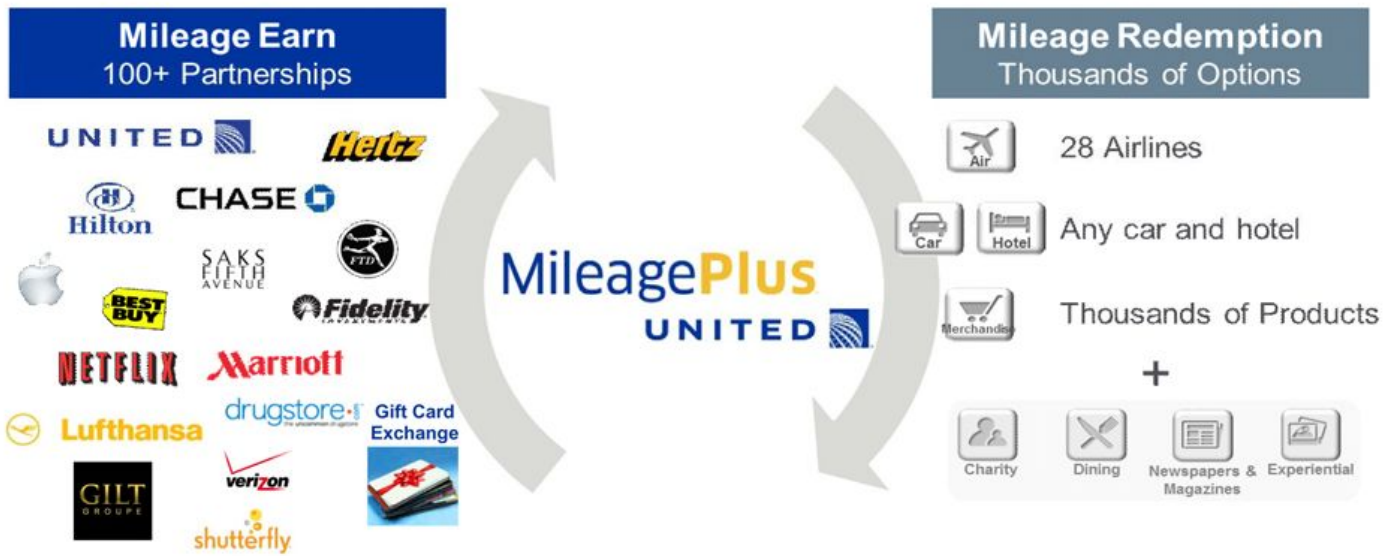 Mileage Earn
100+ Partnerships
UNITED
Hertz
Hilton
CHASE
SAKS
FIFTH
AVENUE
FTD
BEST
BUY
Fidelity
INVESTMENTS
NETFLIX
Marriott
Lufthansa
drugstore
Gift Card
Exchange
GILT
GROUPE
verizon
shutterfly
MileagePlus
UNITED
Mileage Redemption
Thousands of Options
Air
28 Airlines
Car
Hotel
Any car and hotel
Merchandise
Thousands of Products
+
Charity
Dining
Newspapers &
Magazines
Experiential